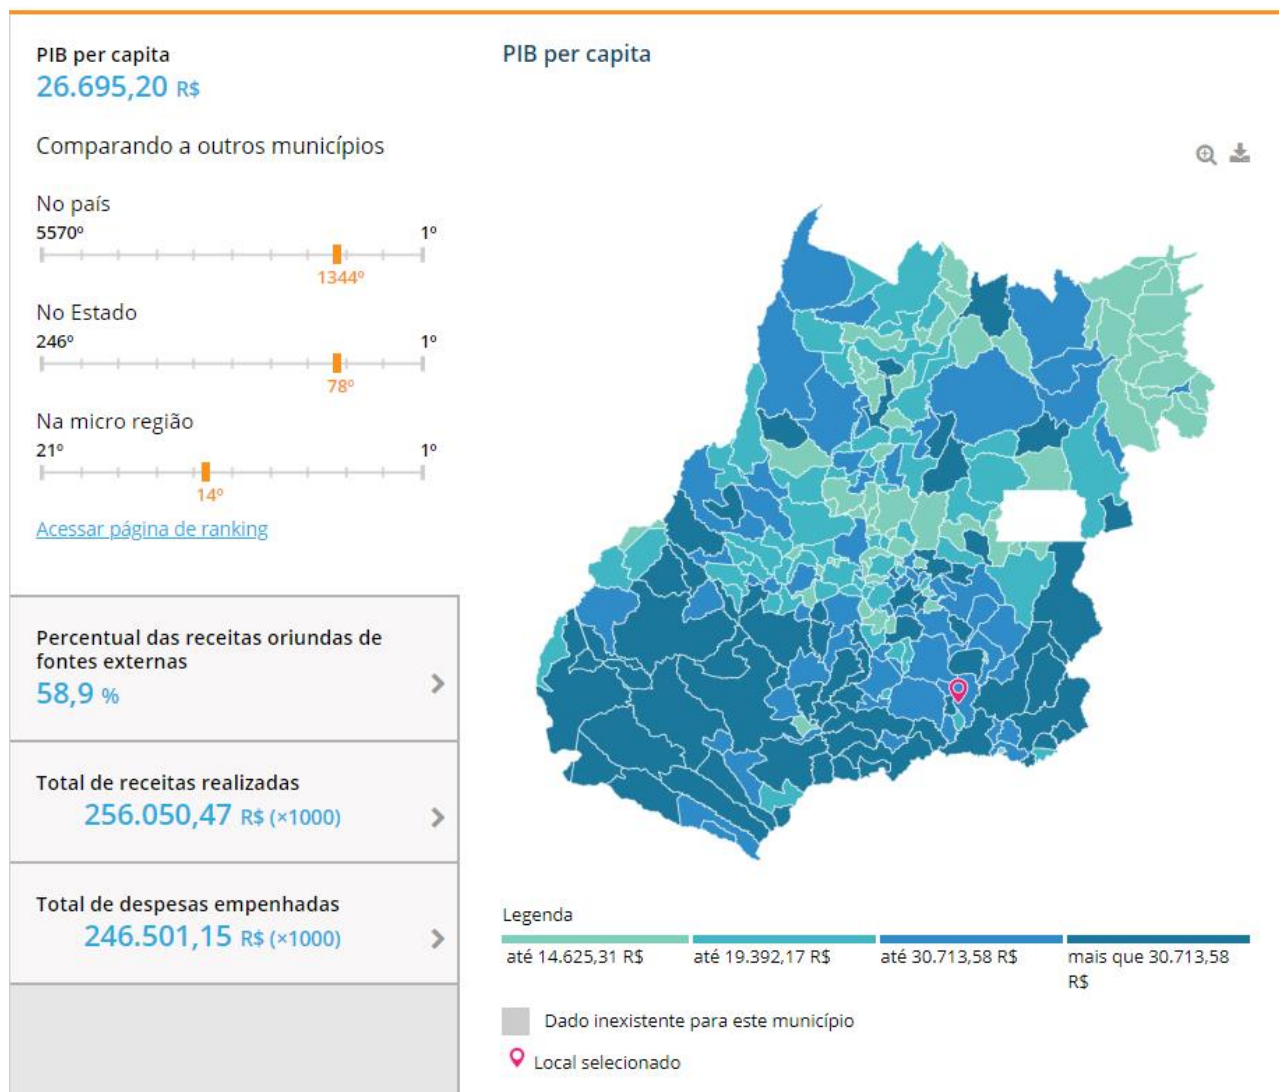 PIB per capita
26.695,20 R$
Comparando a outros municípios
No país
5570º 1º
1344º
No Estado
246º 1º
78º
Na micro região
21º 1º
14º
Acessar página de ranking
Percentual das receitas oriundas de
fontes externas
58,9 %
Total de receitas realizadas
256.050,47 R$ (×1000)
Total de despesas empenhadas
246.501,15 R$ (×1000)
PIB per capita
Legenda
até 14.625,31 R$
até 19.392,17 R$
até 30.713,58 R$
mais que 30.713,58
R$
Dado inexistente para este município
Local selecionado